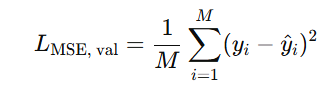 L_{MSE, val} = \frac{1}{M} \sum_{i=1}^{M} (y_i - \hat{y}_i)^2